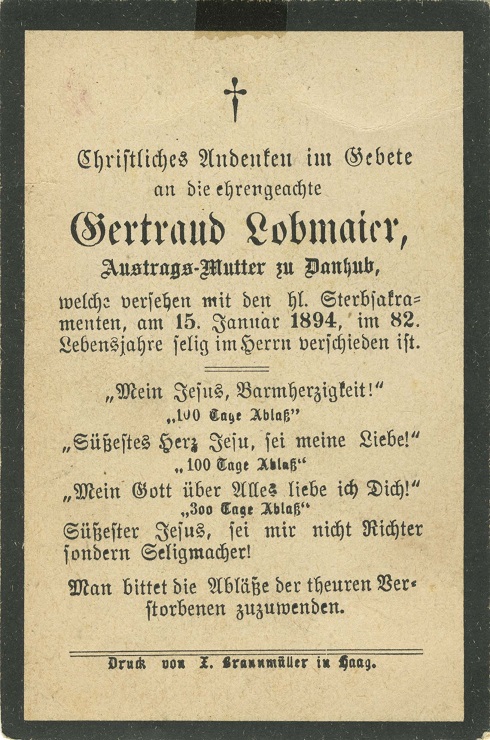 Christliches Andenken im Gebete
an die ehrengeachte
Gertraud Lobmaier,
Austrags-Mutter zu Danhub,
welche versehen mit den hl. Sterbsakra-
menten, am 15. Januar 1894, im 82.
Lebensjahre selig im Herrn verschieden ist.
„Mein Jesus, Barmherzigkeit!“
„100 Tage Ablaß“
„Süßestes Herz Jesu, sei meine Liebe!“
„100 Tage Ablaß“
„Mein Gott über Alles liebe ich Dich!“
„300 Tage Ablaß“
Süßester Jesus, sei mir nicht Richter
sondern Seligmacher!
Man bittet die Abläße der theuren Ver-
storbenen zuzuwenden.
Druck von X. Braunmüller in Haag.